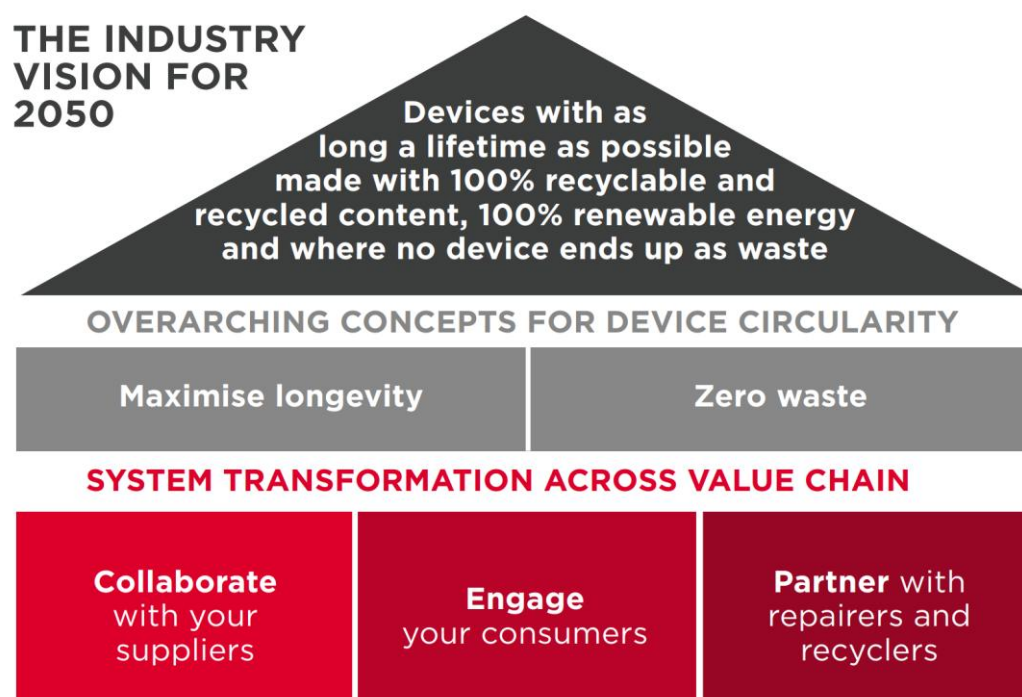 THE INDUSTRY
VISION FOR
2050
Devices with as
long a lifetime as possible
made with 100% recyclable and
recycled content, 100% renewable energy
and where no device ends up as waste
OVERARCHING CONCEPTS FOR DEVICE CIRCULARITY
Maximise longevity
Zero waste
SYSTEM TRANSFORMATION ACROSS VALUE CHAIN
Collaborate
with your
suppliers
Engage
your consumers
Partner with
repairers and
recyclers